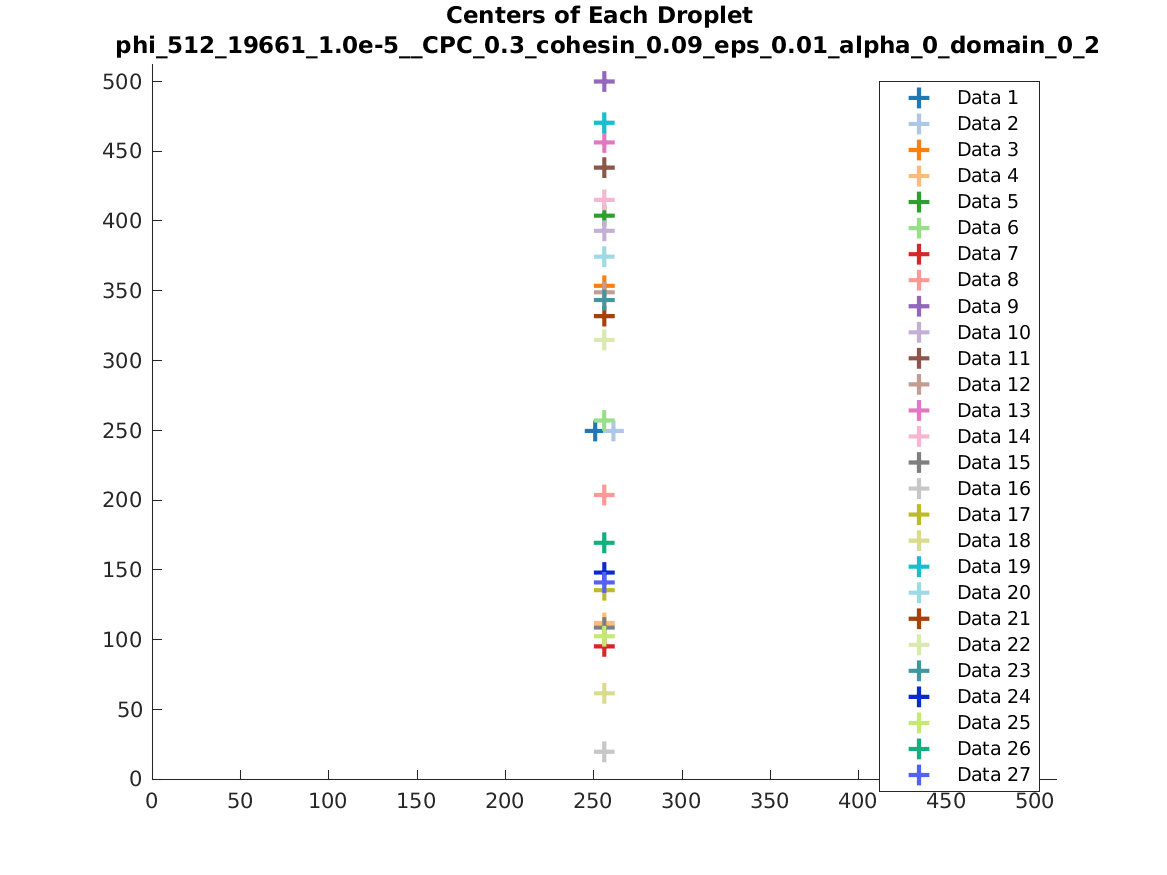 Centers of Each Droplet
phi_512_19661_1.0e-5__CPC_0.3_cohesin_0.09_eps_0.01_alpha_0_domain_0_2
500
450
400
350
300
250
200
150
100
50
0
0 50 100 150 200 250 300 350 400 450 500
Data 1
Data 2
Data 3
Data 4
Data 5
Data 6
Data 7
Data 8
Data 9
Data 10
Data 11
Data 12
Data 13
Data 14
Data 15
Data 16
Data 17
Data 18
Data 19
Data 20
Data 21
Data 22
Data 23
Data 24
Data 25
Data 26
Data 27